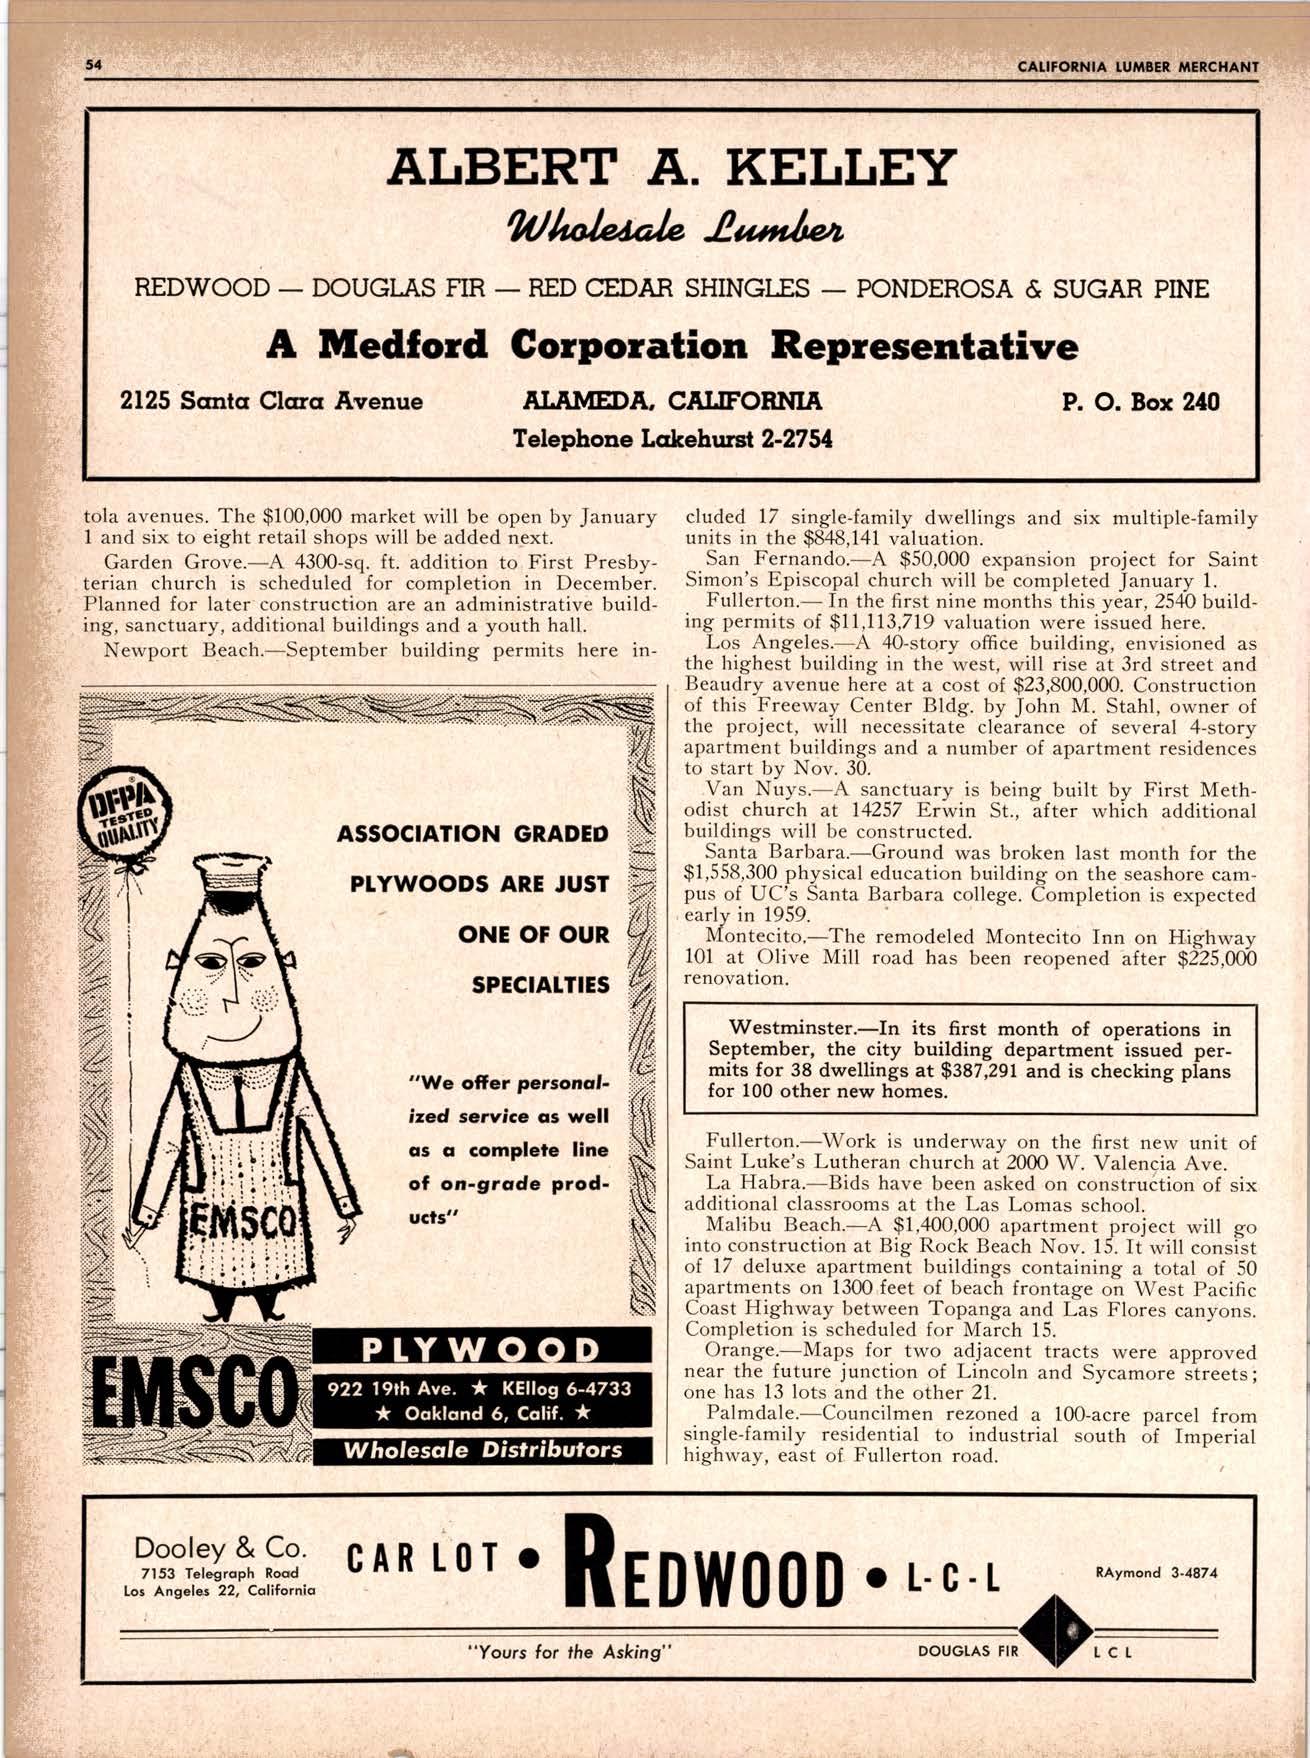 54
CALIFORNIA LUMBER MERCHANT
ALBERT A. KELLEY
Wholesale Lumber
REDWOOD — DOUGLAS FIR — RED CEDAR SHINGLES — PONDEROSA & SUGAR PINE
A Medford Corporation Representative
2125 Santa Clara Avenue
ALAMEDA, CALIFORNIA
P. O. Box 240
Telephone Lakehurst 2-2754
tola avenues. The $100,000 market will be open by January
1 and six to eight retail shops will be added next.
Garden Grove.—A 4300-sq. ft. addition to First Presby-
terian church is scheduled for completion in December.
Planned for later construction are an administrative build-
ing, sanctuary, additional buildings and a youth hall.
Newport Beach.—September building permits here in-
DFPA
®
TESTED
QUALITY
ASSOCIATION GRADED
PLYWOODS ARE JUST
ONE OF OUR
SPECIALTIES
"We offer personal-
ized service as well
as a complete line
of on-grade prod-
ucts"
EMSCO
EMSCO
PLYWOOD
922 19th Ave. ★ KEllog 6-4733
★ Oakland 6, Calif. ★
Wholesale Distributors
cluded 17 single-family dwellings and six multiple-family
units in the $848,141 valuation.
San Fernando.—A $50,000 expansion project for Saint
Simon's Episcopal church will be completed January 1.
Fullerton.— In the first nine months this year, 2540 build-
ing permits of $11,113,719 valuation were issued here.
Los Angeles.—A 40-story office building, envisioned as
the highest building in the west, will rise at 3rd street and
Beaudry avenue here at a cost of $23,800,000. Construction
of this Freeway Center Bldg. by John M. Stahl, owner of
the project, will necessitate clearance of several 4-story
apartment buildings and a number of apartment residences
to start by Nov. 30.
Van Nuys.—A sanctuary is being built by First Meth-
odist church at 14257 Erwin St., after which additional
buildings will be constructed.
Santa Barbara.—Ground was broken last month for the
$1,558,300 physical education building on the seashore cam-
pus of UC's Santa Barbara college. Completion is expected
early in 1959.
Montecito.—The remodeled Montecito Inn on Highway
101 at Olive Mill road has been reopened after $225,000
renovation.
Westminster.—In its first month of operations in
September, the city building department issued per-
mits for 38 dwellings at $387,291 and is checking plans
for 100 other new homes.
Fullerton.—Work is underway on the first new unit of
Saint Luke's Lutheran church at 2000 W. Valencia Ave.
La Habra.—Bids have been asked on construction of six
additional classrooms at the Las Lomas school.
Malibu Beach.—A $1,400,000 apartment project will go
into construction at Big Rock Beach Nov. 15. It will consist
of 17 deluxe apartment buildings containing a total of 50
apartments on 1300 feet of beach frontage on West Pacific
Coast Highway between Topanga and Las Flores canyons.
Completion is scheduled for March 15.
Orange.—Maps for two adjacent tracts were approved
near the future junction of Lincoln and Sycamore streets;
one has 13 lots and the other 21.
Palmdale.—Councilmen rezoned a 100-acre parcel from
single-family residential to industrial south of Imperial
highway, east of Fullerton road.
Dooley & Co.
7153 Telegraph Road
Los Angeles 22, California
CAR LOT • REDWOOD • L-C-L
RAymond 3-4874
"Yours for the Asking"
DOUGLAS FIR
L C L